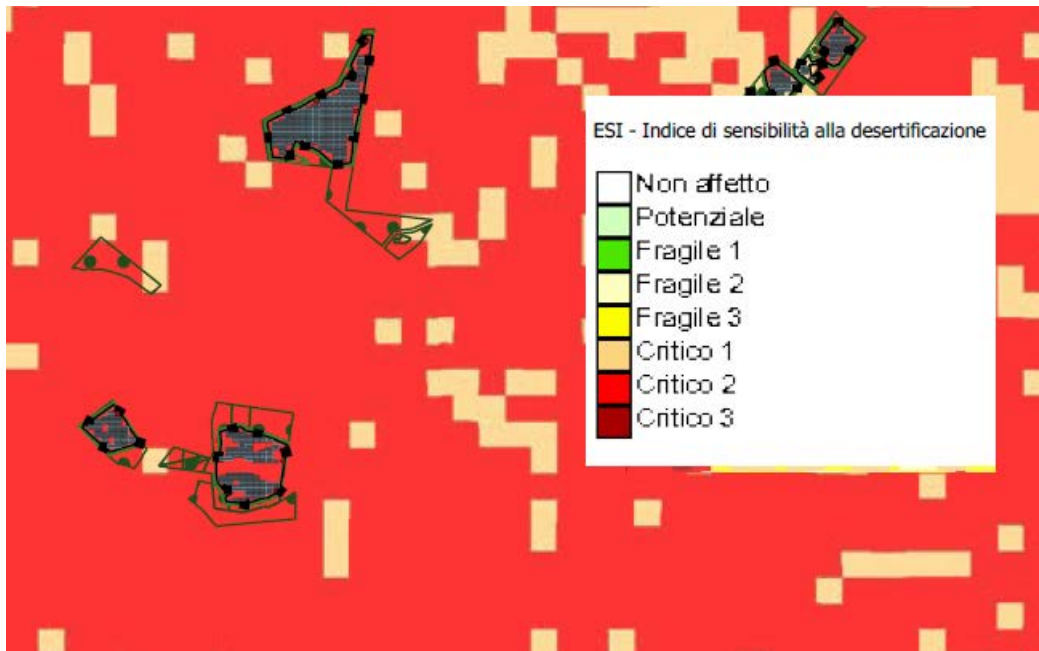 ESI - Indice di sensibilità alla desertificazione
Non affetto
Potenziale
Fragile 1
Fragile 2
Fragile 3
Critico 1
Critico 2
Critico 3